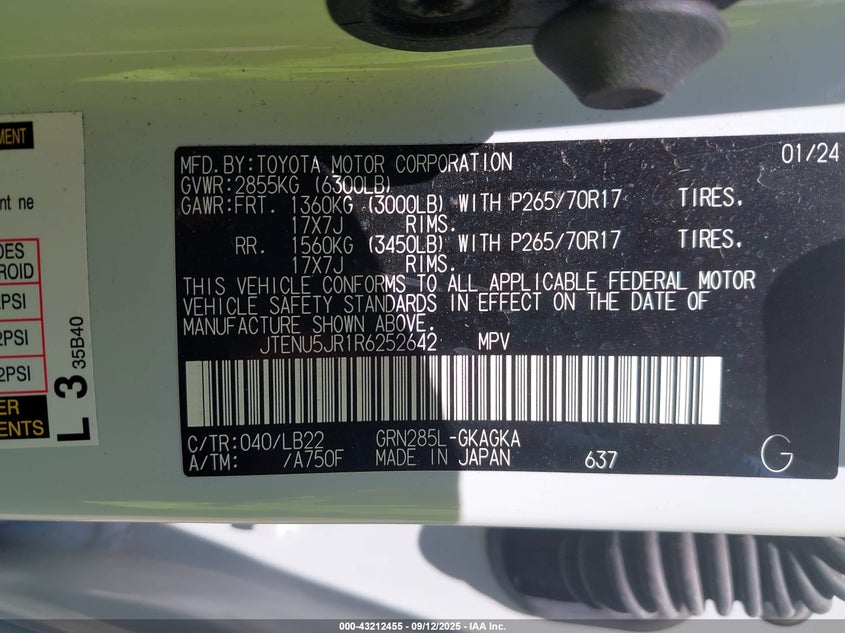 MENT
nt ne
DES
ROID
PSI
2PSI
2PSI
ER
ENTS
L 3 35B40
MFD.BY:TOYOTA MOTOR CORPORATION 01/24
GVWR:2855KG (6300LB)
GAWR:FRT. 1360KG (3000LB) WITH P265/70R17 TIRES.
17X7J RIMS.
RR. 1560KG (3450LB) WITH P265/70R17 TIRES.
17X7J RIMS.
THIS VEHICLE CONFORMS TO ALL APPLICABLE FEDERAL MOTOR
VEHICLE SAFETY STANDARDS IN EFFECT ON THE DATE OF
MANUFACTURE SHOWN ABOVE.
JTENU5JR1R6252642 MPV
C/TR:040/LB22 GRN285L-GKAGKA
A/TM: /A750F MADE IN JAPAN 637 G
000-43212455 - 09/12/2025 - IAA Inc.